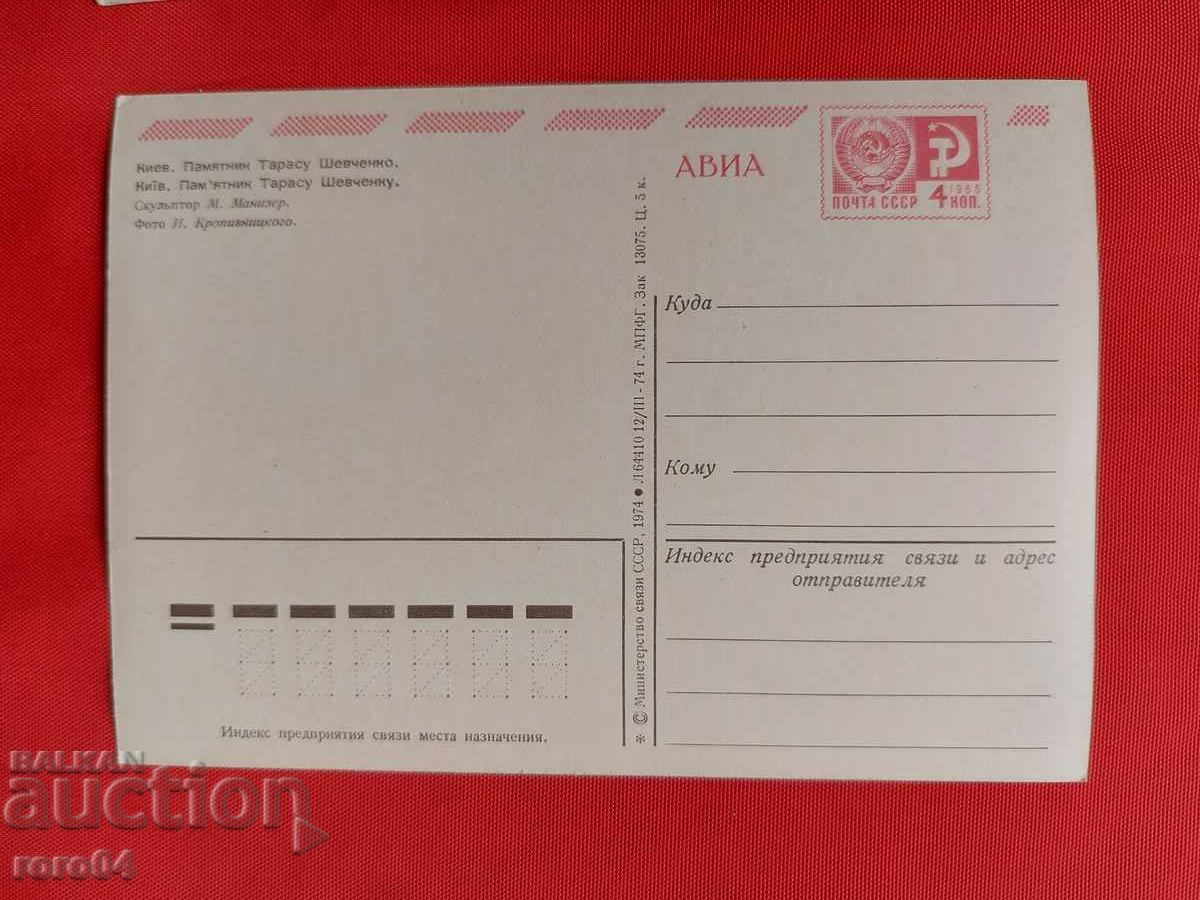 Киев. Памятник Тарасу Шевченко.
Київ. Пам'ятник Тарасу Шевченку.
Скульптор М. Манизер.
Фото И. Кропивницкого.
АВИА
1966
ПОЧТА СССР 4 КОП.
Куда
Кому
Индекс предприятия связи и адрес
отправителя
Индекс предприятия связи места назначения.
* © Министерство связи СССР, 1974 ● Л 64410 12/III - 74 г. МПФГ. Зак 13075. Ц. 5 к.
BALKAN
auction
roro04